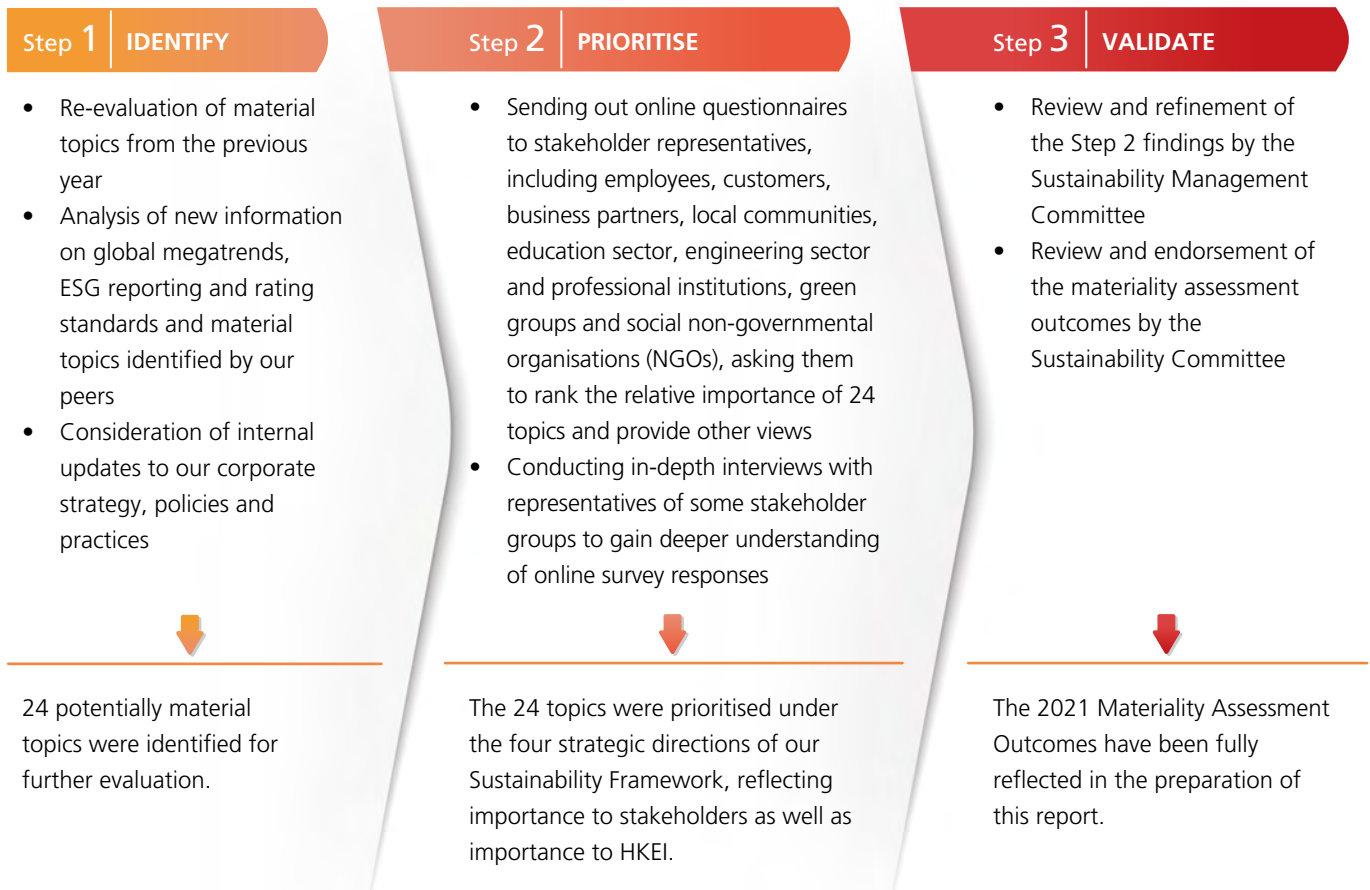 Step 1 IDENTIFY
• Re-evaluation of material
topics from the previous
year
• Analysis of new information
on global megatrends,
ESG reporting and rating
standards and material
topics identified by our
peers
• Consideration of internal
updates to our corporate
strategy, policies and
practices
24 potentially material
topics were identified for
further evaluation.
Step 2 PRIORITISE
• Sending out online questionnaires
to stakeholder representatives,
including employees, customers,
business partners, local communities,
education sector, engineering sector
and professional institutions, green
groups and social non-governmental
organisations (NGOs), asking them
to rank the relative importance of 24
topics and provide other views
• Conducting in-depth interviews with
representatives of some stakeholder
groups to gain deeper understanding
of online survey responses
The 24 topics were prioritised under
the four strategic directions of our
Sustainability Framework, reflecting
importance to stakeholders as well as
importance to HKEI.
Step 3 VALIDATE
• Review and refinement of
the Step 2 findings by the
Sustainability Management
Committee
• Review and endorsement of
the materiality assessment
outcomes by the
Sustainability Committee
The 2021 Materiality Assessment
Outcomes have been fully
reflected in the preparation of
this report.